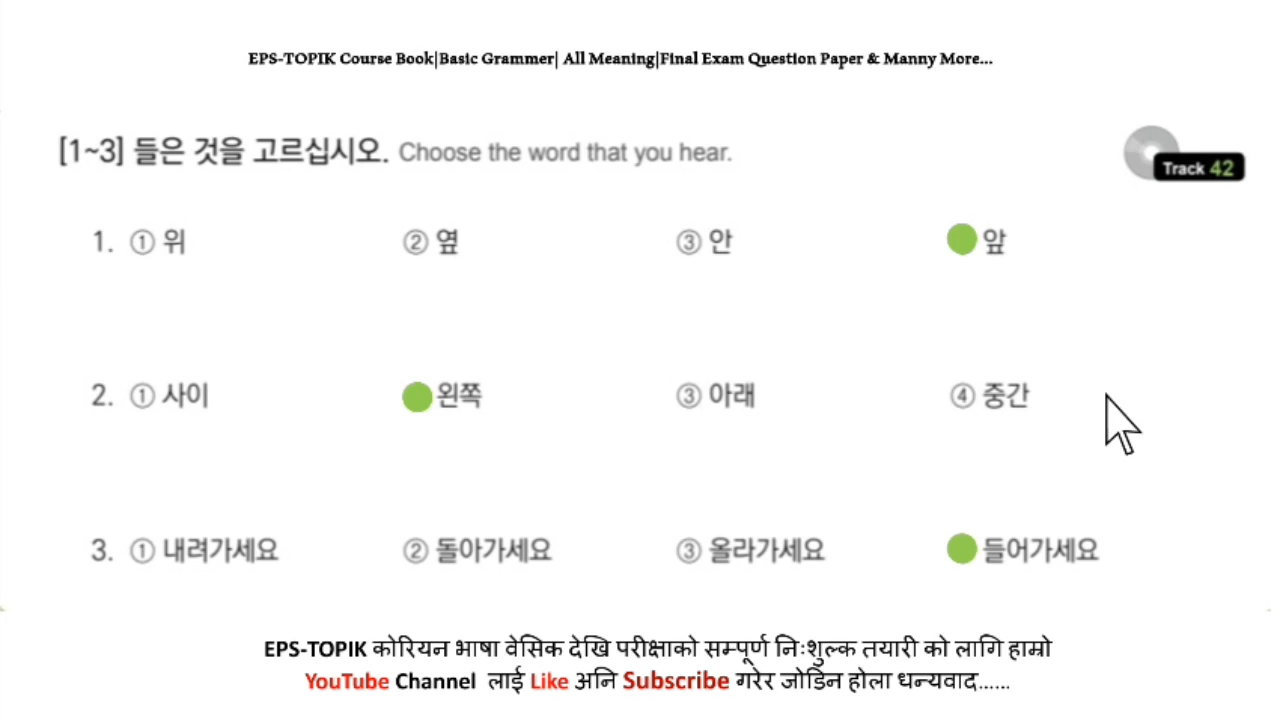 EPS-TOPIK Course Book|Basic Grammer| All Meaning|Final Exam Question Paper & Manny More...
[1~3] 들은 것을 고르십시오. Choose the word that you hear.
Track 42
1. ① 위 ② 옆 ③ 안 앞
2. ① 사이 왼쪽 ③ 아래 ④ 중간
3. ① 내려가세요 ② 돌아가세요 ③ 올라가세요 들어가세요
EPS-TOPIK कोरियन भाषा वेसिक देखि परीक्षाको सम्पूर्ण निःशुल्क तयारी को लागि हाम्रो
YouTube Channel लाई Like अनि Subscribe गरेर जोडिन होला धन्यवाद......